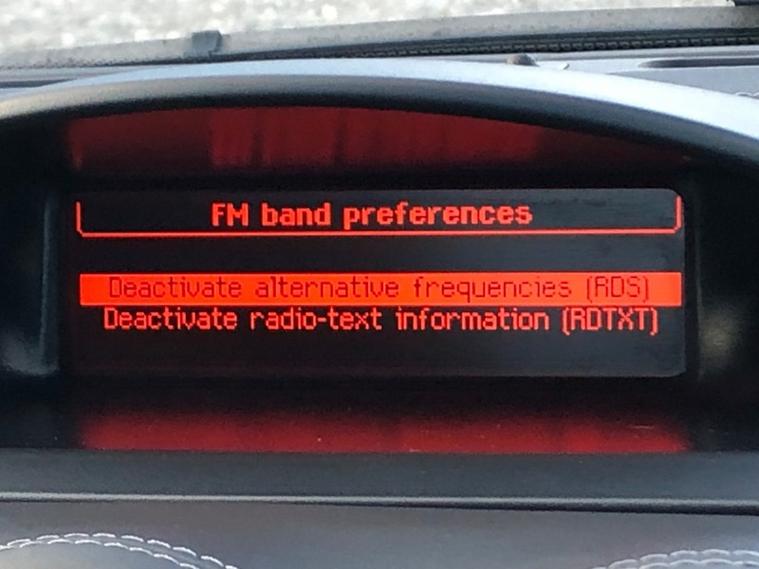 FM band preferences
Deactivate alternative frequencies (RDS)
Deactivate radio-text information (RDTXT)